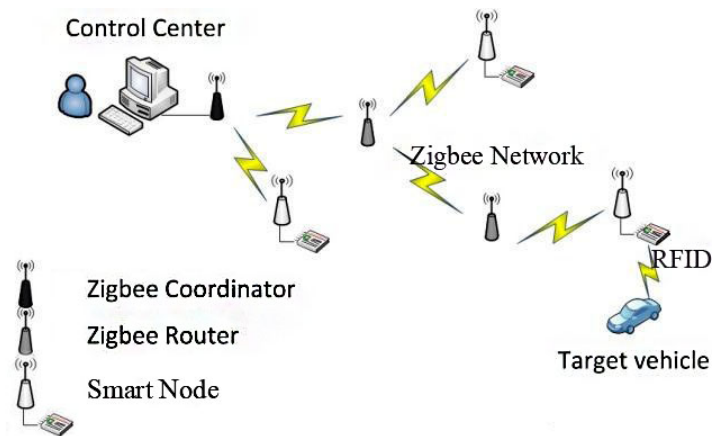 Control Center
Zigbee Network
RFID
Target vehicle
Zigbee Coordinator
Zigbee Router
Smart Node